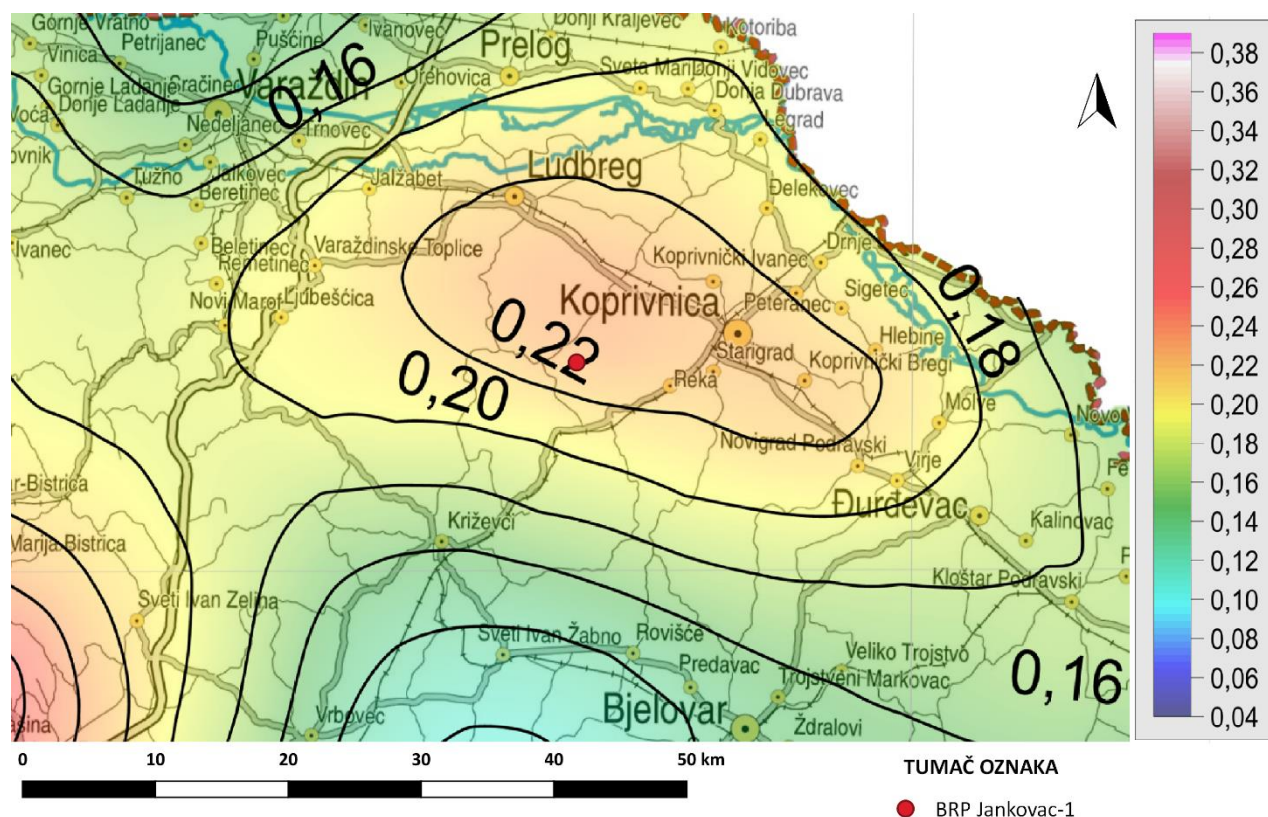 Gornje Vratno
Petrijanec
Vinica
Pušćine
Ivanovec
Prelog
Donji Kraljevec
Kotoriba
Gornje Ladanje
Sračinec
Donje Ladanje
Varaždin
0,16
Orehovica
Sveta Mari
Donji Vidovec
Donja Dubrava
Legrad
Voća
Nedeljanec
Trnovec
ovnik
Tužno
Jalkovec
Beretinec
Jalžabet
Ludbreg
Đelekovec
Ivanec
Beletinec
Remetinec
Varaždinske Toplice
Koprivnički Ivanec
Drnje
Novi Marof
Ljubešćica
Koprivnica
Peteranec
Sigetec
0,18
0,22
Starigrad
Hlebine
Koprivnički Bregi
0,20
Reka
Molve
Novo
Novigrad Podravski
Virje
Fe
ar-Bistrica
Đurđevac
Križevči
Kalinovac
Marija Bistrica
Kloštar Podravski
Sveti Ivan Zelina
Sveti Ivan Žabno
Rovišće
Veliko Trojstvo
Predavac
Trojstveni Markovac
0,16
ašina
Vrbovec
Bjelovar
Ždralovi
0,38
0,36
0,34
0,32
0,30
0,28
0,26
0,24
0,22
0,20
0,18
0,16
0,14
0,12
0,10
0,08
0,06
0,04
0 10 20 30 40 50 km
TUMAČ OZNAKA
BRP Jankovac-1